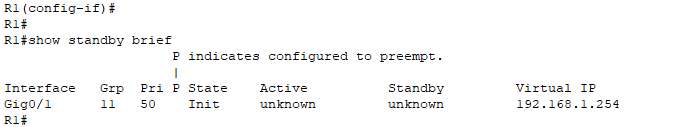 R1(config-if)#
R1#
R1#show standby brief
                     P indicates configured to preempt.
                     |
Interface   Grp  Pri P State    Active          Standby         Virtual IP
Gig0/1      11   50    Init     unknown         unknown         192.168.1.254
R1#